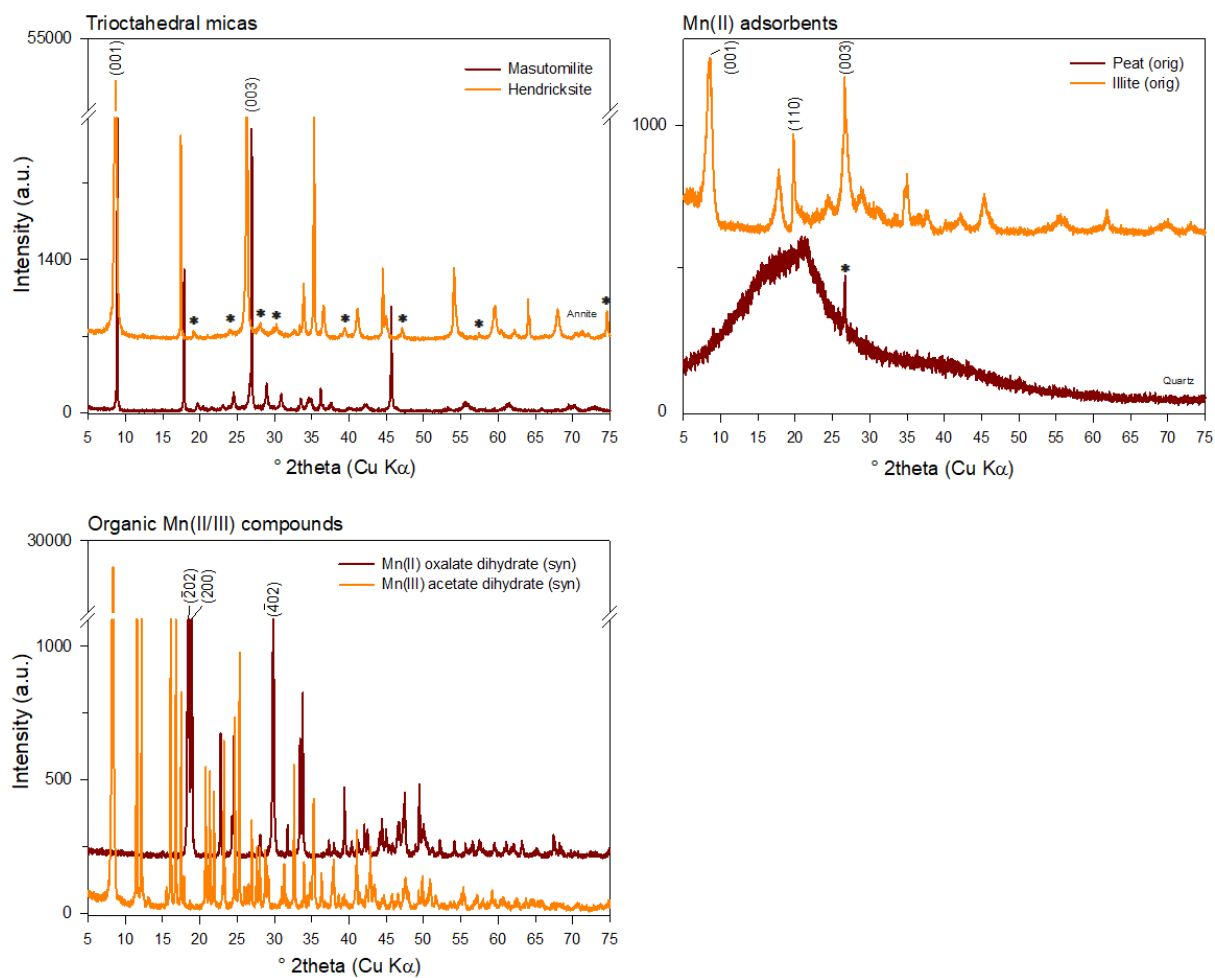 Trioctahedral micas
55000
(001)
(003)
Masutomilite
Hendricksite
Intensity (a.u.)
1400
* * * * * * * Annite *
0
5 10 15 20 25 30 35 40 45 50 55 60 65 70 75
° 2theta (Cu Kα)
Mn(II) adsorbents
(001)
(110)
(003)
Peat (orig)
Illite (orig)
1000
*
Quartz
0
5 10 15 20 25 30 35 40 45 50 55 60 65 70 75
° 2theta (Cu Kα)
Organic Mn(II/III) compounds
30000
(2̅02)
(200)
(4̅02)
Mn(II) oxalate dihydrate (syn)
Mn(III) acetate dihydrate (syn)
Intensity (a.u.)
1000
500
0
5 10 15 20 25 30 35 40 45 50 55 60 65 70 75
° 2theta (Cu Kα)